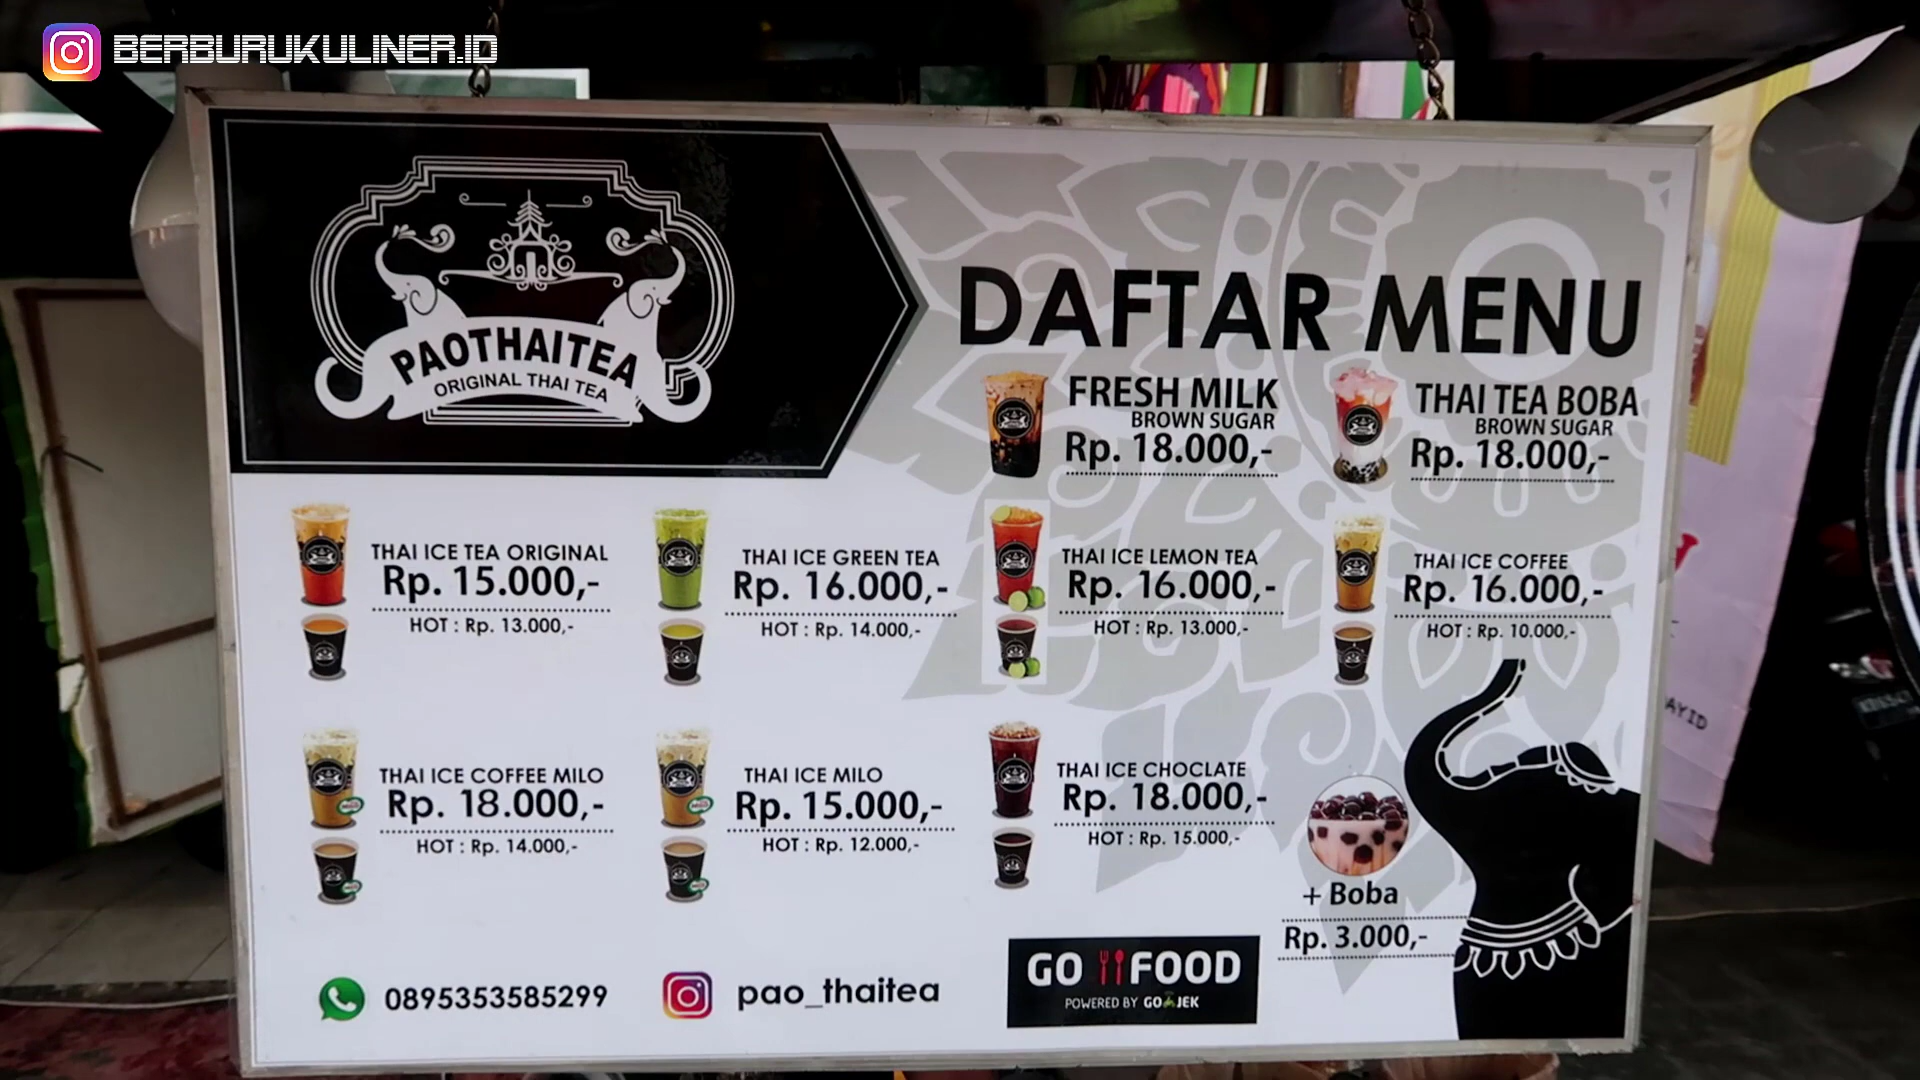 BERBURUKULINER.ID
PAOTHAITEA
ORIGINAL THAI TEA
DAFTAR MENU
FRESH MILK
BROWN SUGAR
Rp. 18.000,-
THAI TEA BOBA
BROWN SUGAR
Rp. 18.000,-
THAI ICE TEA ORIGINAL
Rp. 15.000,-
HOT : Rp. 13.000,-
THAI ICE GREEN TEA
Rp. 16.000,-
HOT : Rp. 14.000,-
THAI ICE LEMON TEA
Rp. 16.000,-
HOT : Rp. 13.000,-
THAI ICE COFFEE
Rp. 16.000,-
HOT : Rp. 10.000,-
THAI ICE COFFEE MILO
Rp. 18.000,-
HOT : Rp. 14.000,-
THAI ICE MILO
Rp. 15.000,-
HOT : Rp. 12.000,-
THAI ICE CHOCLATE
Rp. 18.000,-
HOT : Rp. 15.000,-
+ Boba
Rp. 3.000,-
0895353585299
pao_thaitea
GO FOOD
POWERED BY GO-JEK
AYID